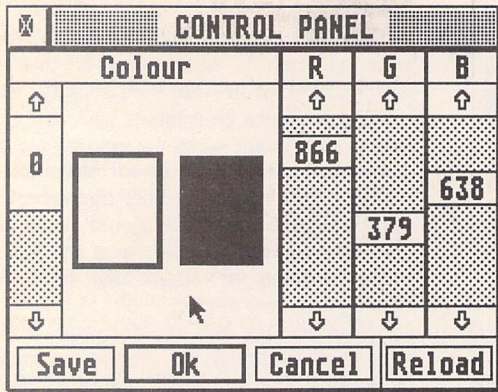 CONTROL PANEL
Colour R G B
0
866
638
379
Save Ok Cancel Reload